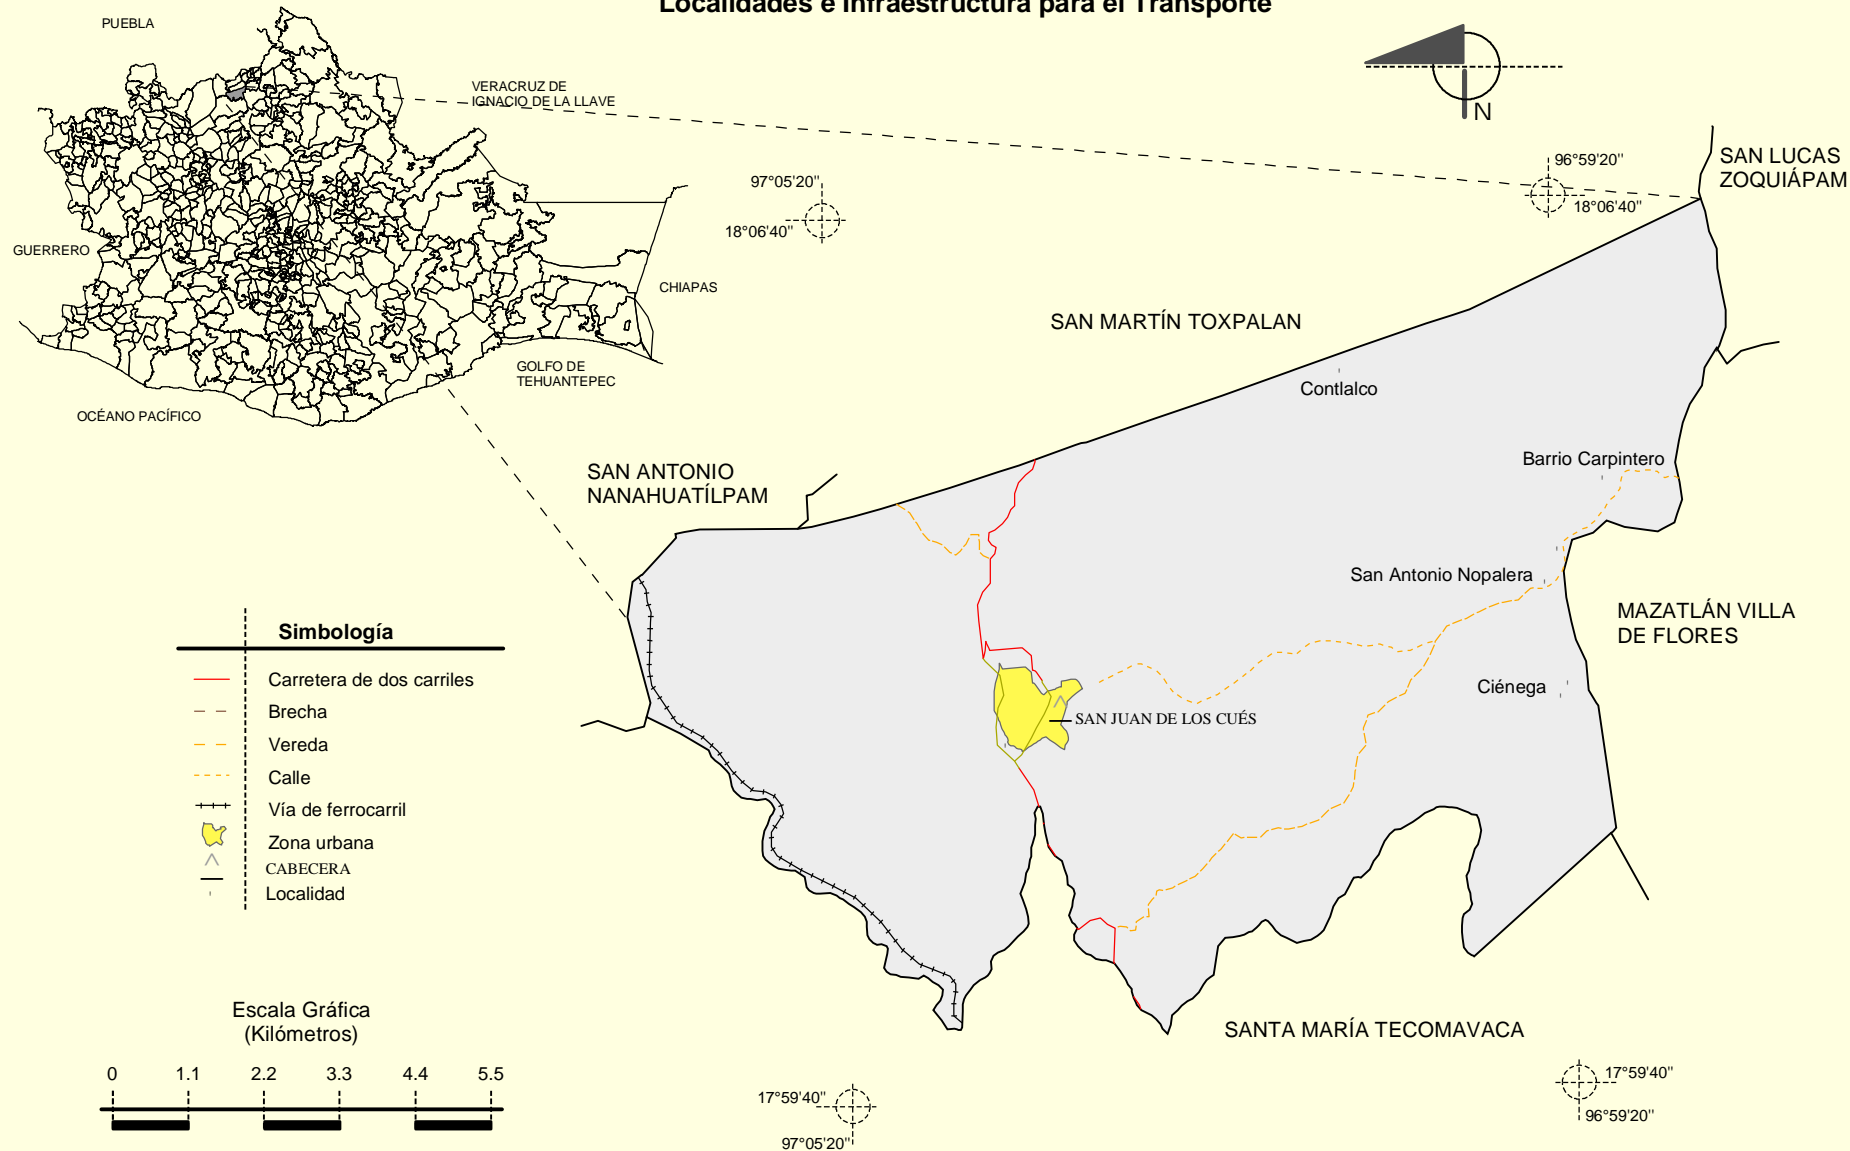 Localidades e Infraestructura para el Transporte
PUEBLA
VERACRUZ DE
IGNACIO DE LA LLAVE
GUERRERO
CHIAPAS
GOLFO DE
TEHUANTEPEC
OCÉANO PACÍFICO
N
97°05'20"
18°06'40"
96°59'20"
18°06'40"
SAN LUCAS
ZOQUIÁPAM
SAN MARTÍN TOXPALAN
Contlalco
Barrio Carpintero
SAN ANTONIO
NANAHUATÍLPAM
San Antonio Nopalera
MAZATLÁN VILLA
DE FLORES
Ciénega
SAN JUAN DE LOS CUÉS
Simbología
Carretera de dos carriles
Brecha
Vereda
Calle
Vía de ferrocarril
Zona urbana
CABECERA
Localidad
Escala Gráfica
(Kilómetros)
0 1.1 2.2 3.3 4.4 5.5
SANTA MARÍA TECOMAVACA
17°59'40"
97°05'20"
17°59'40"
96°59'20"